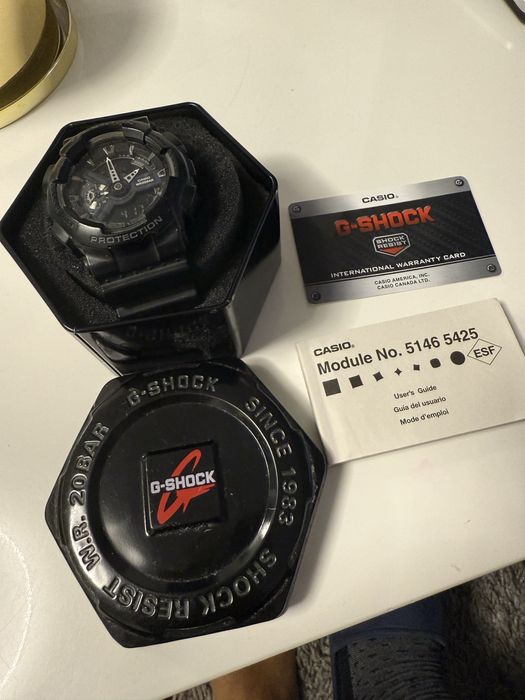 PROTECTION
CASIO
G-SHOCK
SHOCK
RESIST
INTERNATIONAL WARRANTY CARD
CASIO AMERICA, INC.
CASIO CANADA LTD.
CASIO
Module No. 5146 5425
ESF
User's Guide
Guía del usuario
Mode d'emploi
G-SHOCK
SINCE 1983
SHOCK RESIST
W.R. 20BAR
G-SHOCK